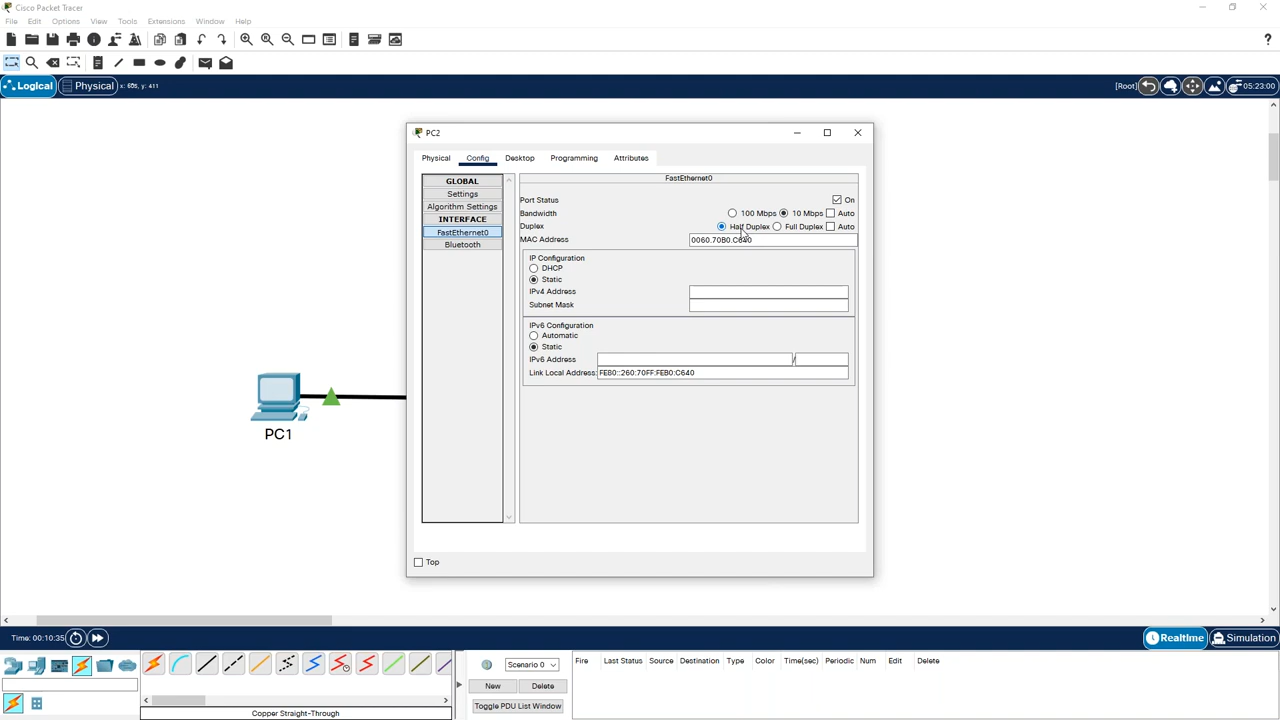 Cisco Packet Tracer
File Edit Options View Tools Extensions Window Help
Logical Physical x: 605, y: 411 [Root] 05:23:00
PC2
Physical Config Desktop Programming Attributes
GLOBAL
Settings
Algorithm Settings
INTERFACE
FastEthernet0
Bluetooth
FastEthernet0
Port Status On
Bandwidth 100 Mbps 10 Mbps Auto
Duplex Half Duplex Full Duplex Auto
MAC Address 0060.70B0.C640
IP Configuration
DHCP
Static
IPv4 Address
Subnet Mask
IPv6 Configuration
Automatic
Static
IPv6 Address /
Link Local Address: FE80::260:70FF:FEB0:C640
Top
PC1
Time: 00:10:35 Realtime Simulation
Scenario 0
New Delete
Toggle PDU List Window
Fire Last Status Source Destination Type Color Time(sec) Periodic Num Edit Delete
Copper Straight-Through